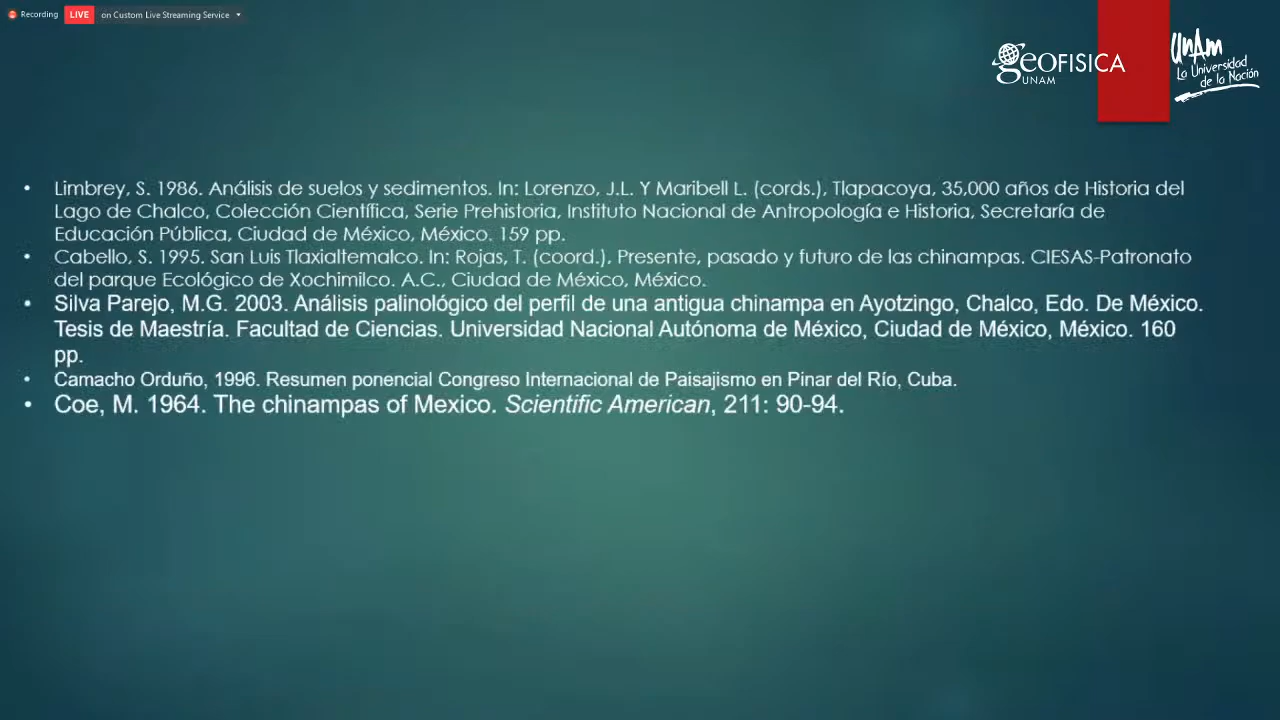 Recording LIVE on Custom Live Streaming Service
GEOFISICA
UNAM
UnAm
La Universidad
de la Nación
• Limbrey, S. 1986. Análisis de suelos y sedimentos. In: Lorenzo, J.L. Y Maribell L. (cords.), Tlapacoya, 35,000 años de Historia del
Lago de Chalco, Colección Científica, Serie Prehistoria, Instituto Nacional de Antropología e Historia, Secretaría de
Educación Pública, Ciudad de México, México. 159 pp.
• Cabello, S. 1995. San Luis Tlaxialtemalco. In: Rojas, T. (coord.), Presente, pasado y futuro de las chinampas. CIESAS-Patronato
del parque Ecológico de Xochimilco. A.C., Ciudad de México, México.
• Silva Parejo, M.G. 2003. Análisis palinológico del perfil de una antigua chinampa en Ayotzingo, Chalco, Edo. De México.
Tesis de Maestría. Facultad de Ciencias. Universidad Nacional Autónoma de México, Ciudad de México, México. 160
pp.
• Camacho Orduño, 1996. Resumen ponencial Congreso Internacional de Paisajismo en Pinar del Río, Cuba.
• Coe, M. 1964. The chinampas of Mexico. Scientific American, 211: 90-94.